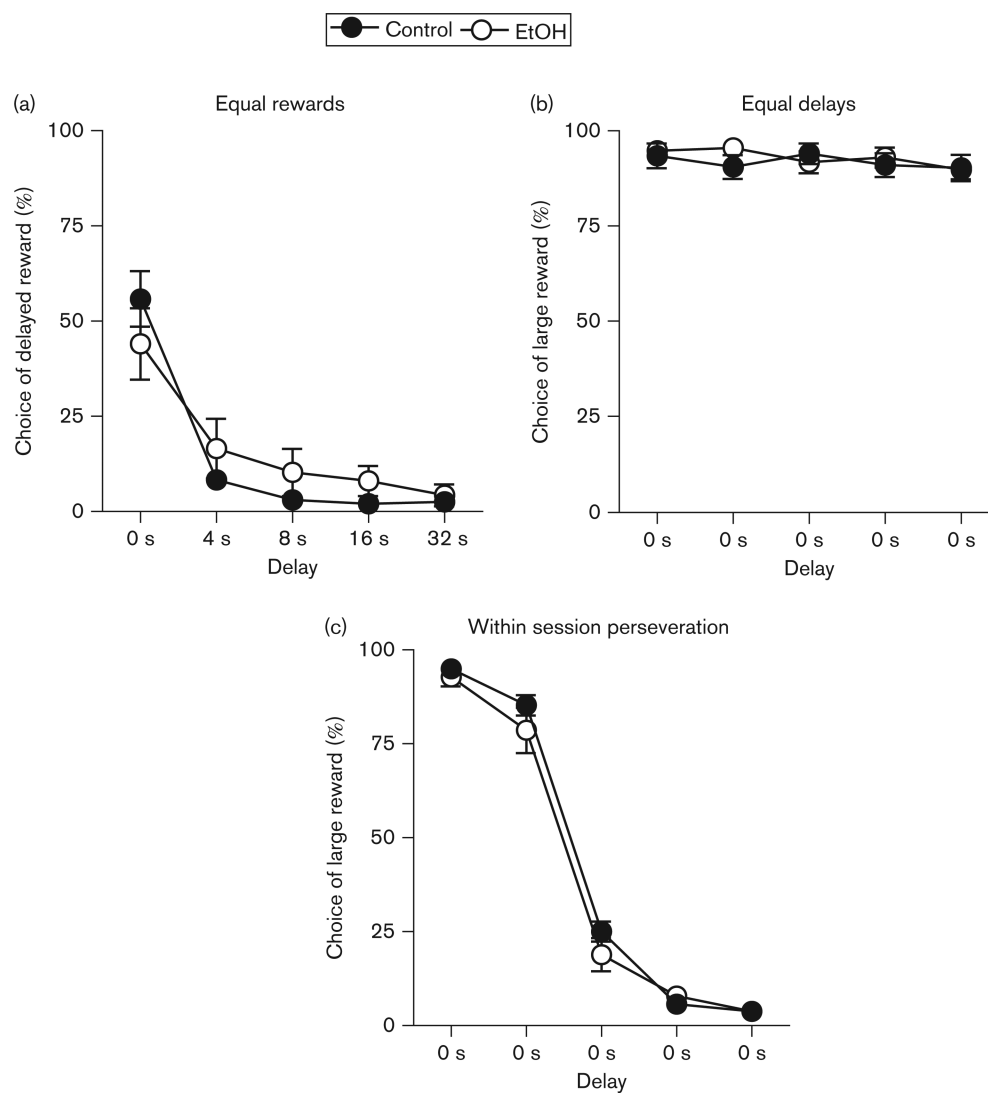 Control EtOH
(a) Equal rewards
Choice of delayed reward (%)
100
75
50
25
0
0 s 4 s 8 s 16 s 32 s
Delay
(b) Equal delays
Choice of large reward (%)
100
75
50
25
0
0 s 0 s 0 s 0 s 0 s
Delay
(c) Within session perseveration
Choice of large reward (%)
100
75
50
25
0
0 s 0 s 0 s 0 s 0 s
Delay